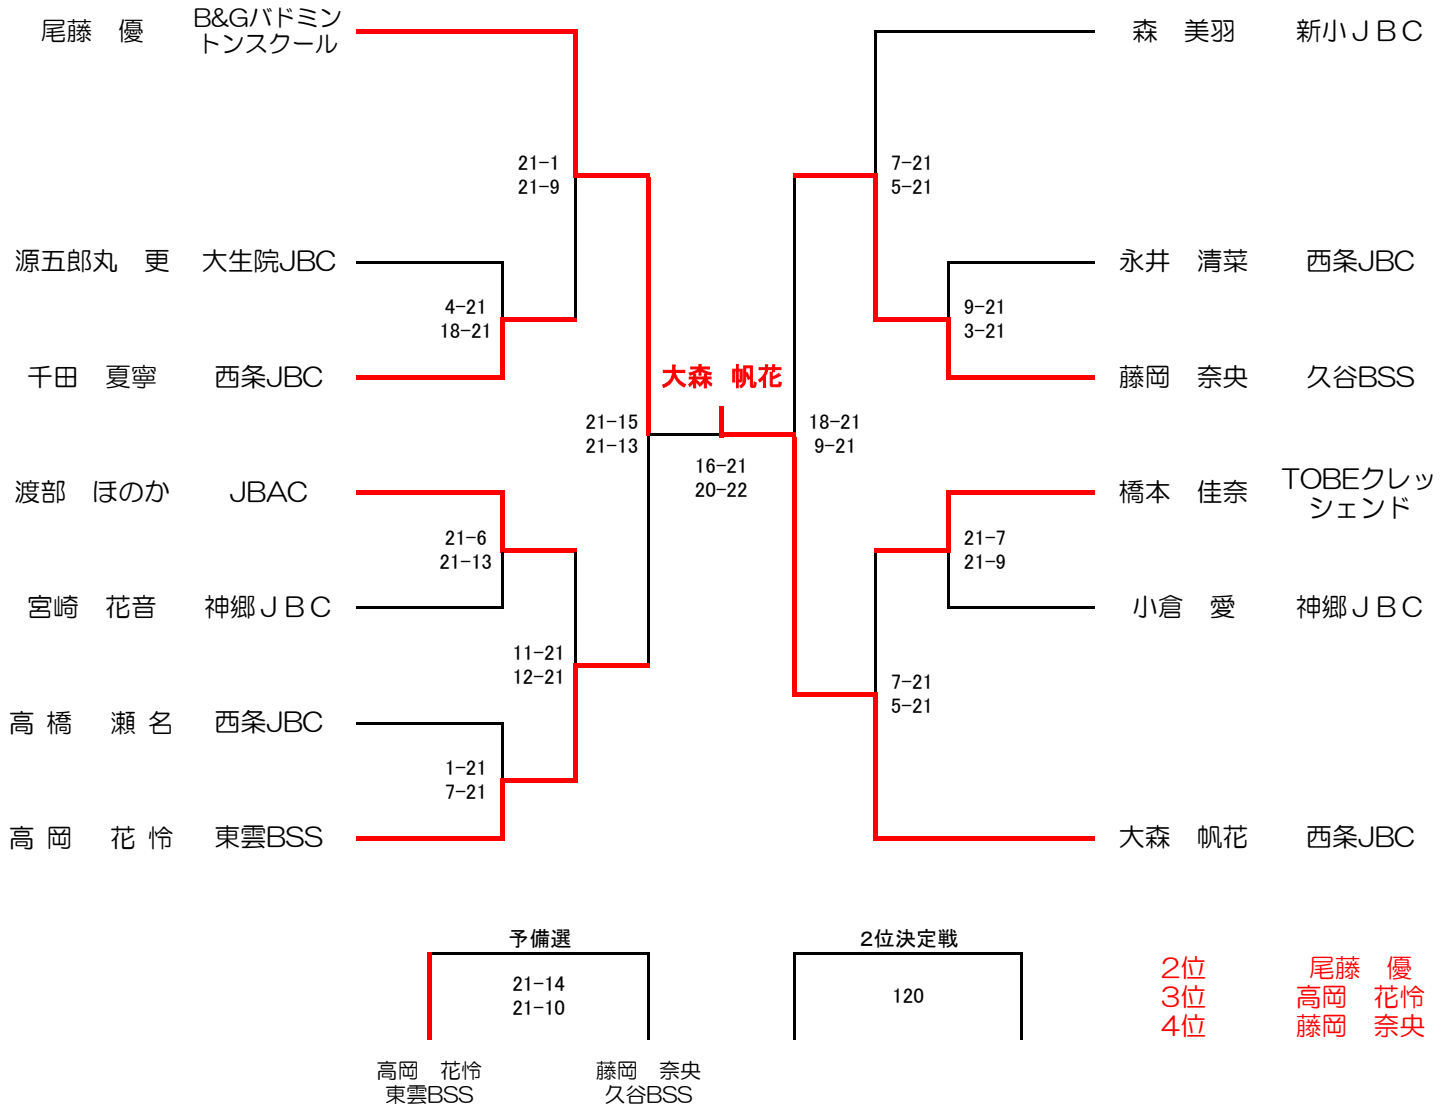 尾藤　優
B&Gバドミン
トンスクール
森　美羽
新小ＪＢＣ
21-1
21-9
7-21
5-21
源五郎丸　更
大生院JBC
永井　清菜
西条JBC
4-21
18-21
9-21
3-21
千田　夏寧
西条JBC
大森　帆花
藤岡　奈央
久谷BSS
21-15
21-13
18-21
9-21
16-21
20-22
渡部　ほのか
JBAC
橋本　佳奈
TOBEクレッ
シェンド
21-6
21-13
21-7
21-9
宮崎　花音
神郷ＪＢＣ
小倉　愛
神郷ＪＢＣ
11-21
12-21
7-21
5-21
高 橋　瀬 名
西条JBC
1-21
7-21
高 岡　花 怜
東雲BSS
大森　帆花
西条JBC
予備選
21-14
21-10
高岡　花怜
東雲BSS
藤岡　奈央
久谷BSS
2位決定戦
120
2位　尾藤　優
3位　高岡　花怜
4位　藤岡　奈央